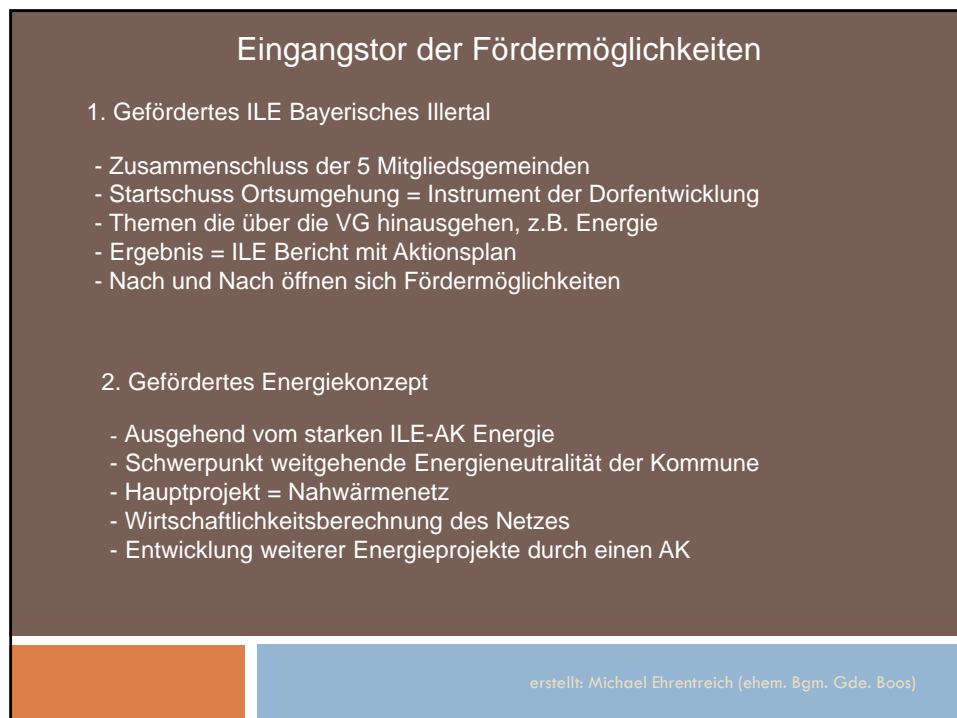 Eingangstor der Fördermöglichkeiten
1. Gefördertes ILE Bayerisches Illertal
- Zusammenschluss der 5 Mitgliedsgemeinden
- Startschuss Ortsumgehung = Instrument der Dorfentwicklung
- Themen die über die VG hinausgehen, z.B. Energie
- Ergebnis = ILE Bericht mit Aktionsplan
- Nach und Nach öffnen sich Fördermöglichkeiten
2. Gefördertes Energiekonzept
- Ausgehend vom starken ILE-AK Energie
- Schwerpunkt weitgehende Energieneutralität der Kommune
- Hauptprojekt = Nahwärmenetz
- Wirtschaftlichkeitsberechnung des Netzes
- Entwicklung weiterer Energieprojekte durch einen AK
erstellt: Michael Ehrentreich (ehem. Bgm. Gde. Boos)